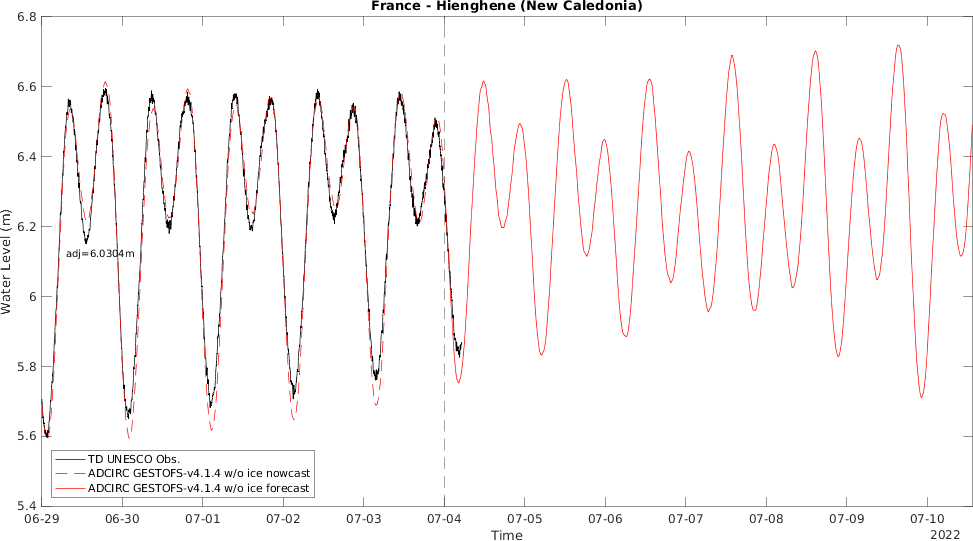 France - Hienghene (New Caledonia)
6.8
6.6
6.4
6.2
6
5.8
5.6
5.4
Water Level (m)
adj=6.0304m
TD UNESCO Obs.
ADCIRC GESTOFS-v4.1.4 w/o ice nowcast
ADCIRC GESTOFS-v4.1.4 w/o ice forecast
06-29 06-30 07-01 07-02 07-03 07-04 07-05 07-06 07-07 07-08 07-09 07-10
Time
2022